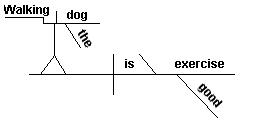 Walking dog
the
is exercise
good